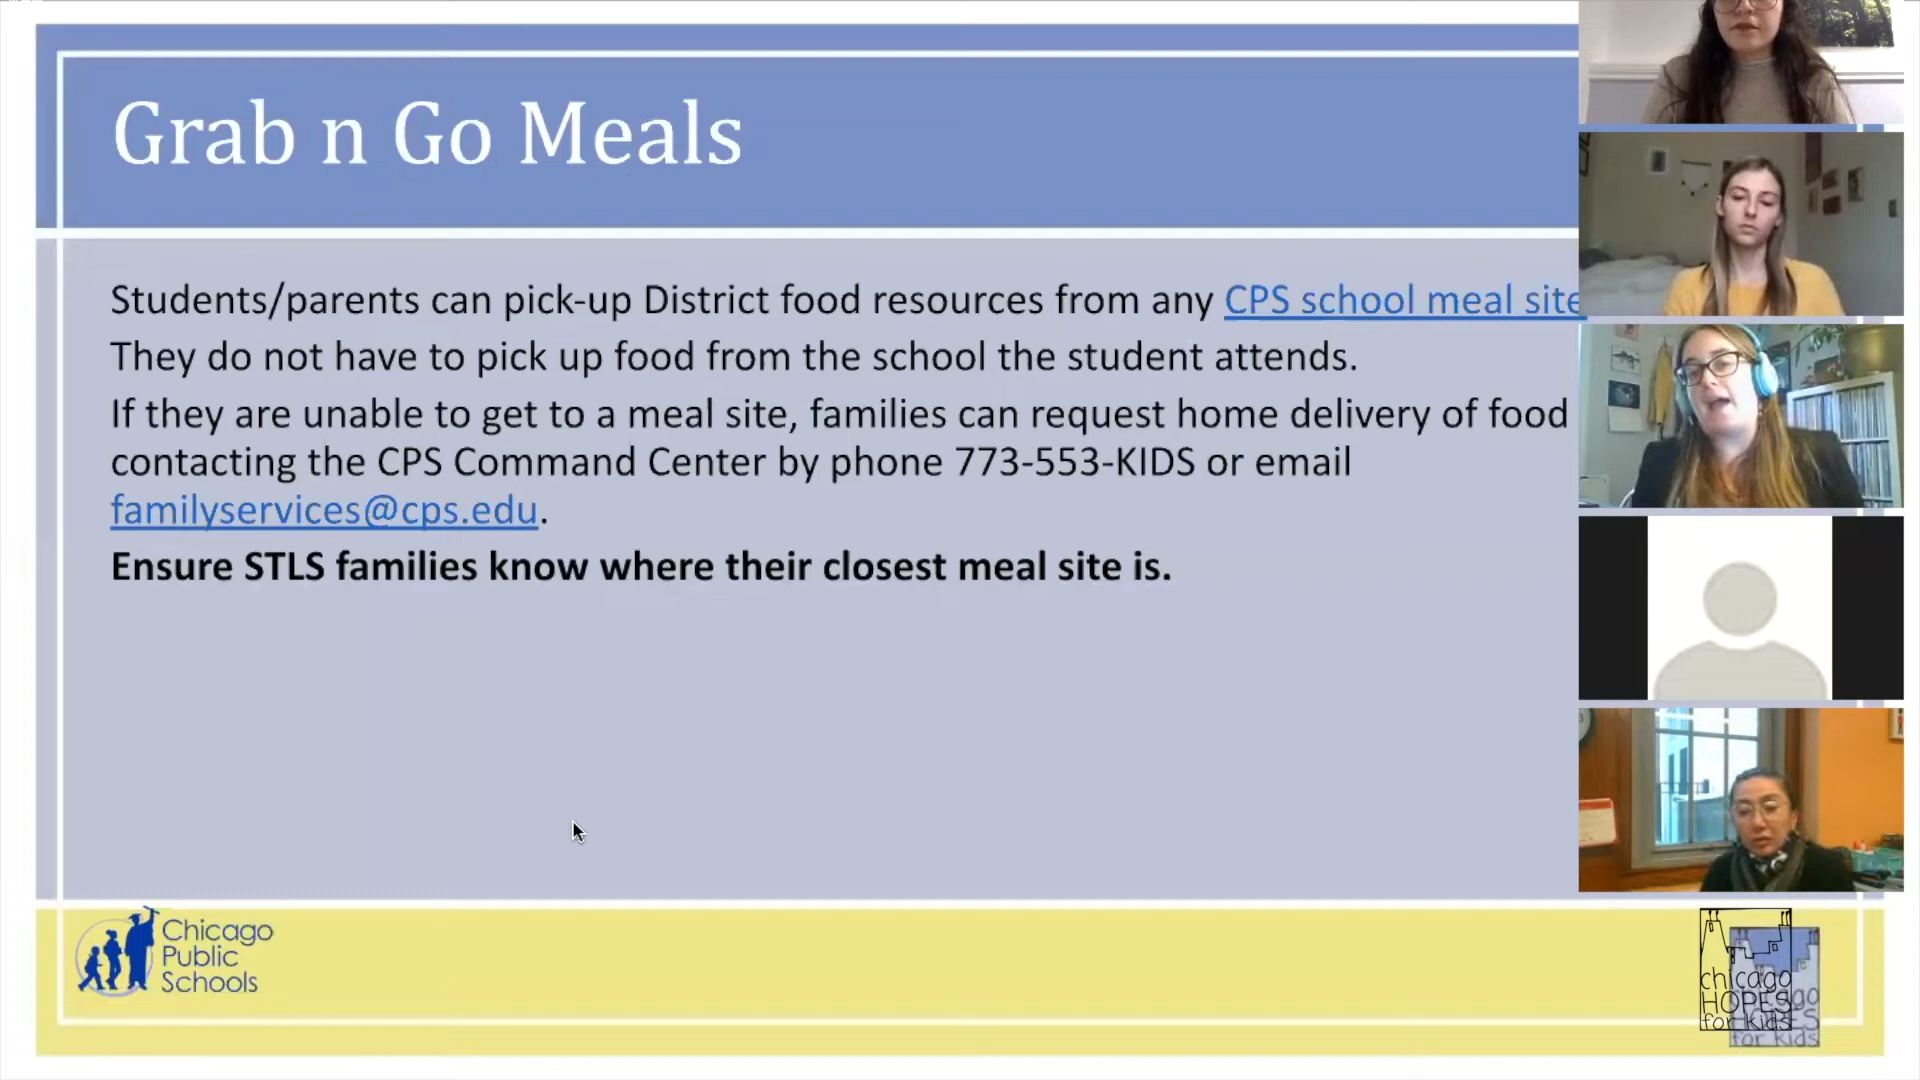 Grab n Go Meals
Students/parents can pick-up District food resources from any CPS school meal site
They do not have to pick up food from the school the student attends.
If they are unable to get to a meal site, families can request home delivery of food
contacting the CPS Command Center by phone 773-553-KIDS or email
familyservices@cps.edu.
Ensure STLS families know where their closest meal site is.
Chicago
Public
Schools
chicago
HOPES
for kids